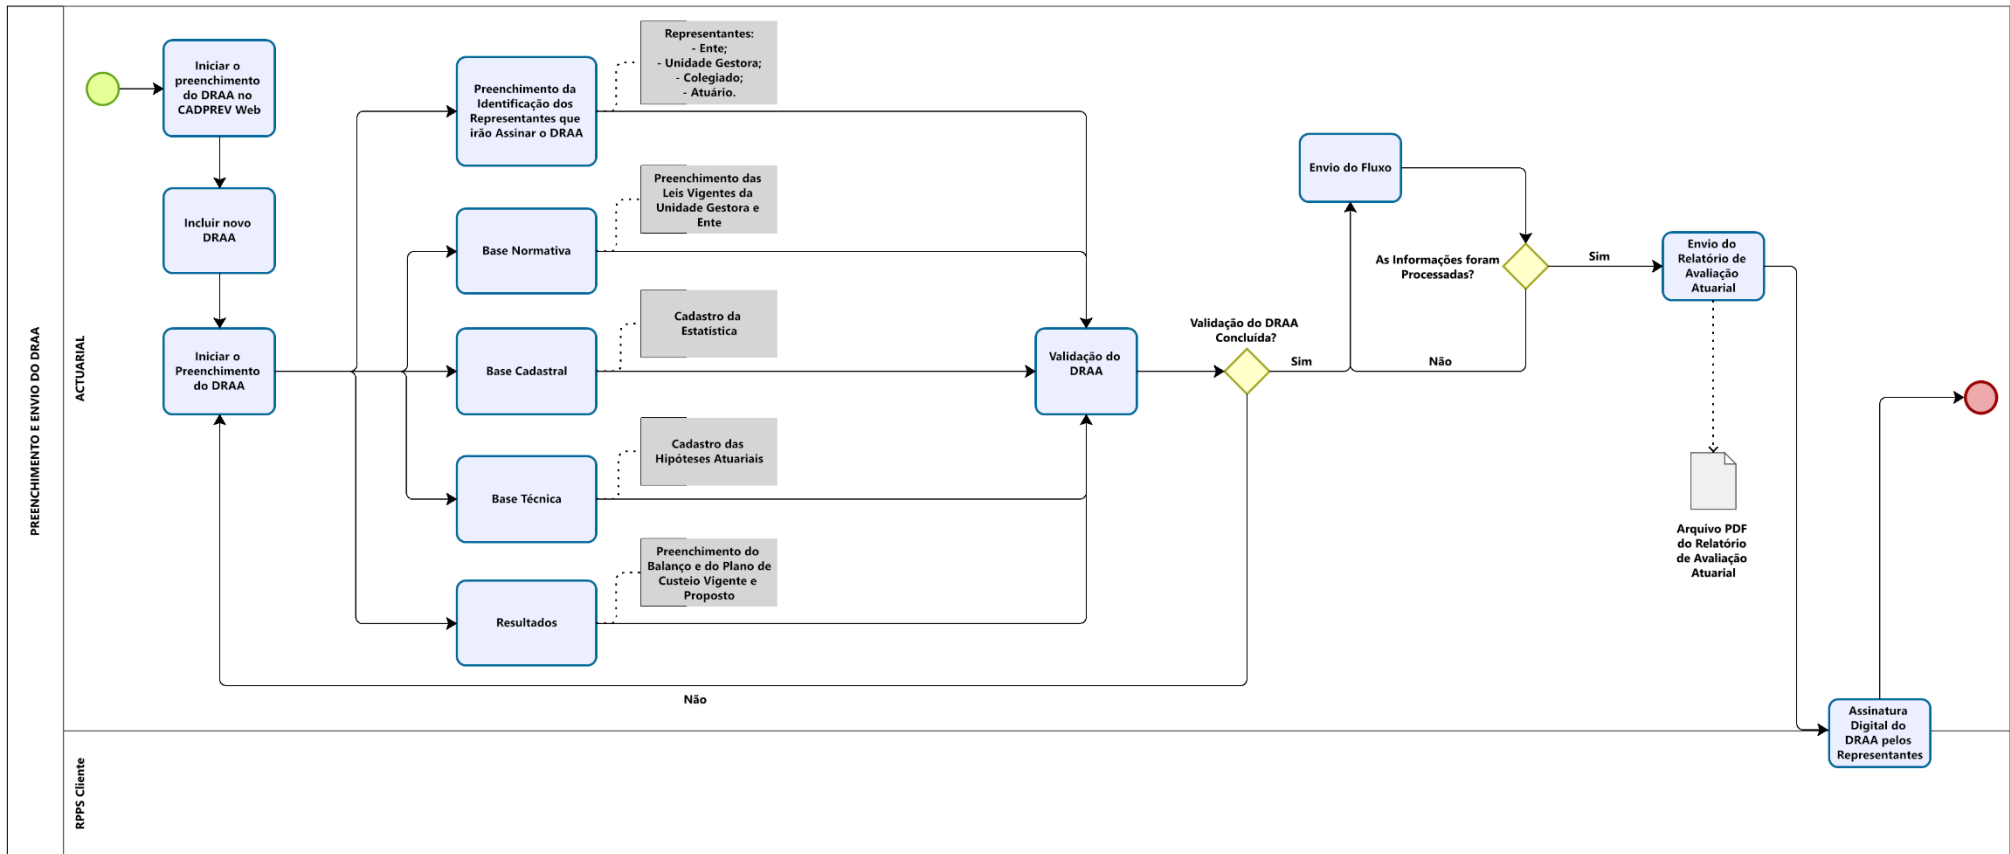 PREENCHIMENTO E ENVIO DO DRAA
ACTUARIAL
RPPS Cliente
Iniciar o
preenchimento
do DRAA no
CADPREV Web
Incluir novo
DRAA
Iniciar o
Preenchimento
do DRAA
Preenchimento da
Identificação dos
Representantes que
irão Assinar o DRAA
Representantes:
- Ente;
- Unidade Gestora;
- Colegiado;
- Atuário.
Base Normativa
Preenchimento das
Leis Vigentes da
Unidade Gestora e
Ente
Base Cadastral
Cadastro da
Estatística
Base Técnica
Cadastro das
Hipóteses Atuariais
Resultados
Preenchimento do
Balanço e do Plano de
Custeio Vigente e
Proposto
Validação do
DRAA
Validação do DRAA
Concluída?
Sim
Não
Envio do Fluxo
As Informações foram
Processadas?
Não
Sim
Envio do
Relatório de
Avaliação
Atuarial
Arquivo PDF
do Relatório
de Avaliação
Atuarial
Assinatura
Digital do
DRAA pelos
Representantes